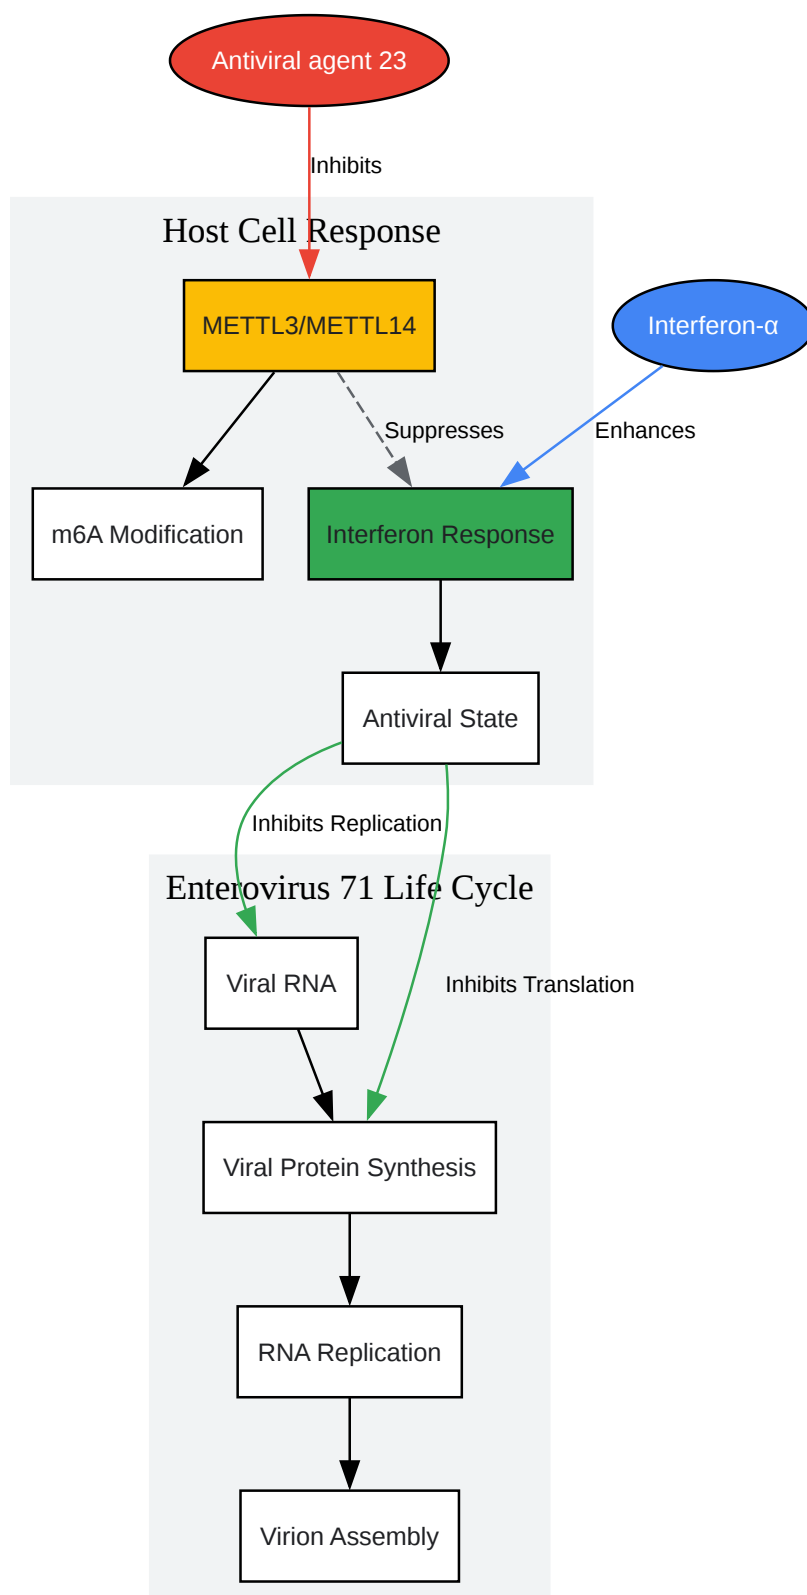 Antiviral agent 23
Inhibits
Host Cell Response
METTL3/METTL14
Interferon-α
Suppresses
Enhances
m6A Modification
Interferon Response
Antiviral State
Inhibits Replication
Enterovirus 71 Life Cycle
Viral RNA
Inhibits Translation
Viral Protein Synthesis
RNA Replication
Virion Assembly